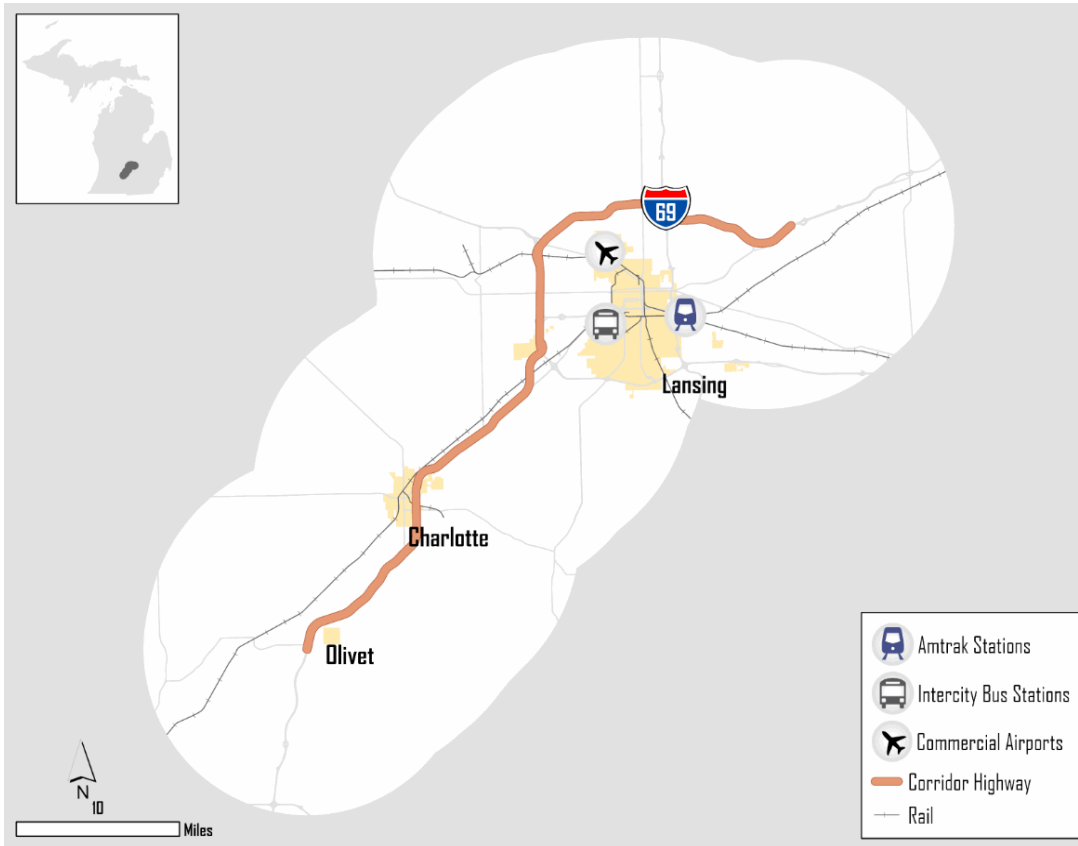 69
Lansing
Charlotte
Olivet
N
10
Miles
Amtrak Stations
Intercity Bus Stations
Commercial Airports
Corridor Highway
Rail